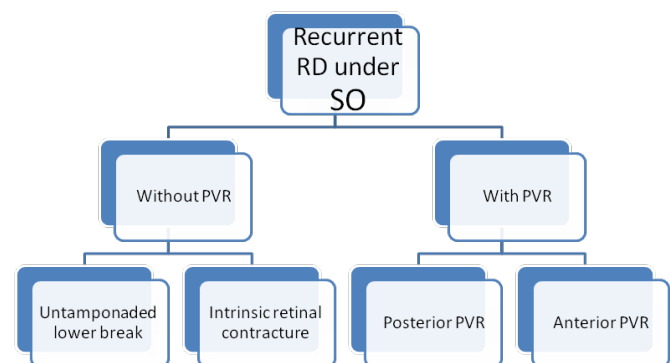 Recurrent
RD under
SO
Without PVR
With PVR
Untamponaded
lower break
Intrinsic retinal
contracture
Posterior PVR
Anterior PVR